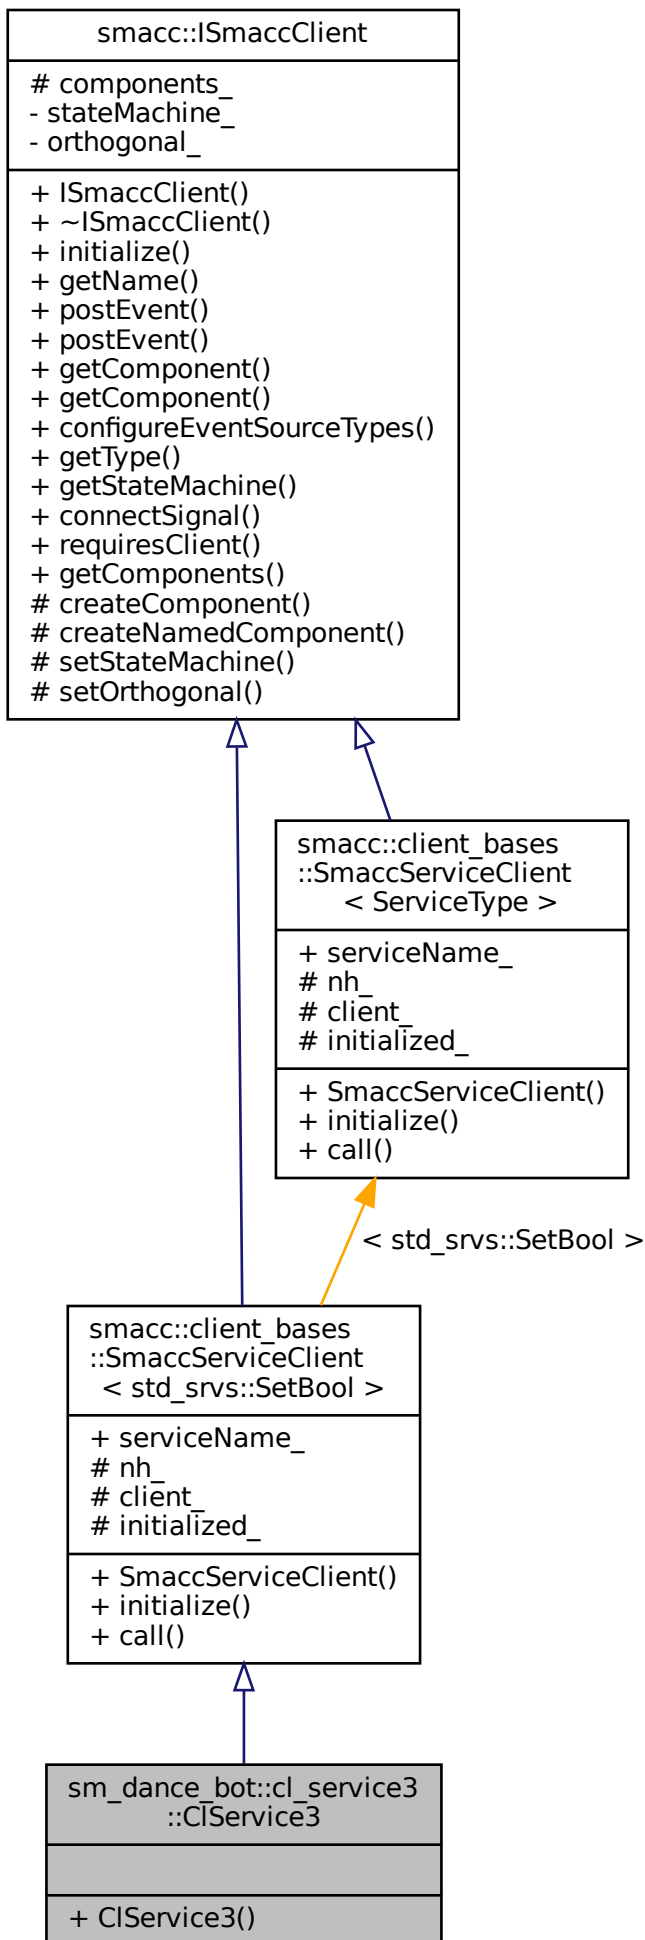 smacc::ISmaccClient
# components_
- stateMachine_
- orthogonal_
+ ISmaccClient()
+ ~ISmaccClient()
+ initialize()
+ getName()
+ postEvent()
+ postEvent()
+ getComponent()
+ getComponent()
+ configureEventSourceTypes()
+ getType()
+ getStateMachine()
+ connectSignal()
+ requiresClient()
+ getComponents()
# createComponent()
# createNamedComponent()
# setStateMachine()
# setOrthogonal()
smacc::client_bases
::SmaccServiceClient
< ServiceType >
+ serviceName_
# nh_
# client_
# initialized_
+ SmaccServiceClient()
+ initialize()
+ call()
< std_srvs::SetBool >
smacc::client_bases
::SmaccServiceClient
< std_srvs::SetBool >
+ serviceName_
# nh_
# client_
# initialized_
+ SmaccServiceClient()
+ initialize()
+ call()
sm_dance_bot::cl_service3
::ClService3
+ ClService3()